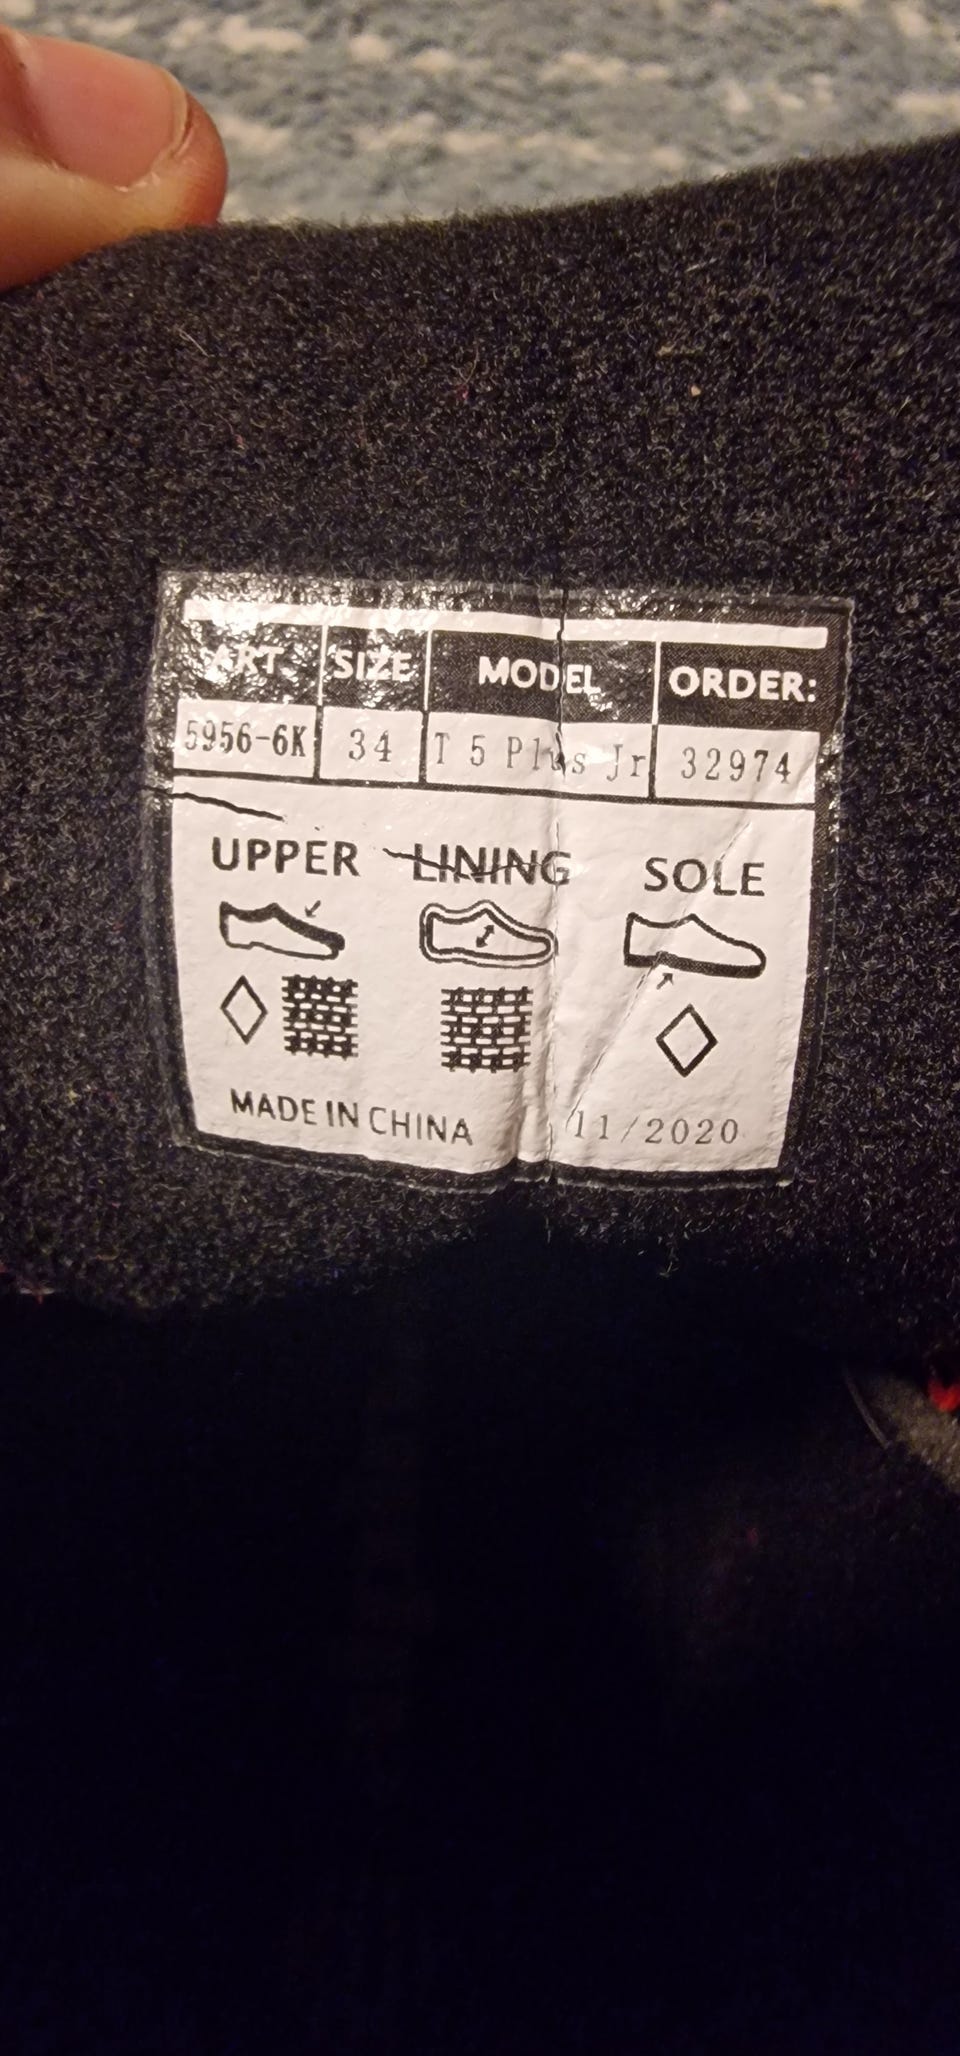 ART. SIZE MODEL ORDER:
5956-6K 34 T 5 Plus Jr 32974
UPPER LINING SOLE
MADE IN CHINA 11/2020